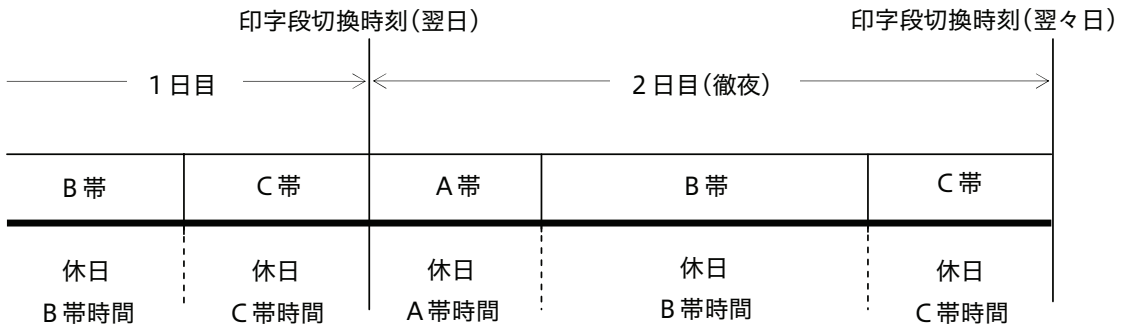 印字段切換時刻(翌日) 印字段切換時刻(翌々日)
1日目 2日目(徹夜)
B帯 C帯 A帯 B帯 C帯
休日 休日 休日 休日 休日
B帯時間 C帯時間 A帯時間 B帯時間 C帯時間